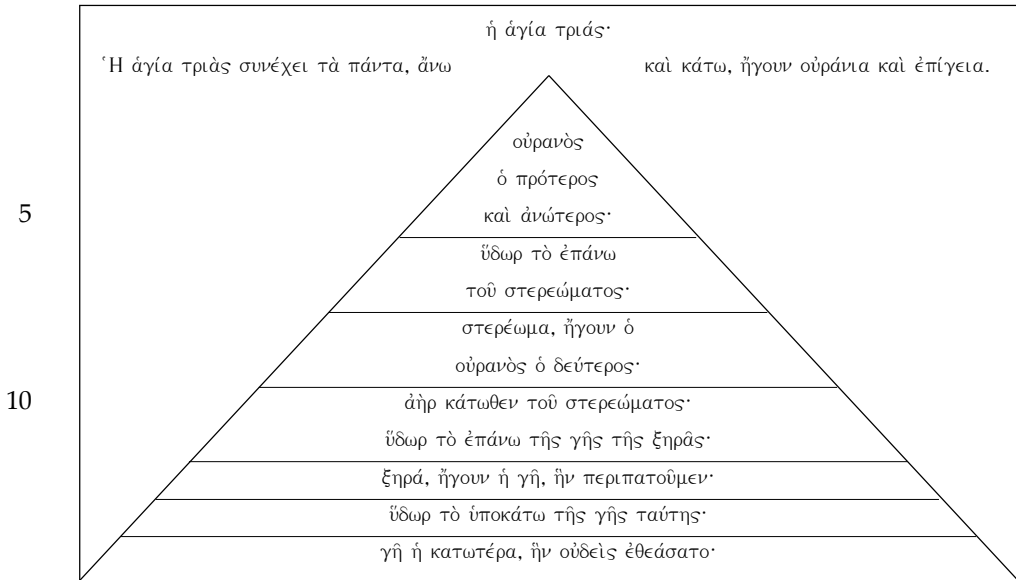 ἡ ἁγία τριάς·
Ἡ ἁγία τριὰς συνέχει τὰ πάντα, ἄνω καὶ κάτω, ἤγουν οὐράνια καὶ ἐπίγεια.
οὐρανὸς
ὁ πρότερος
5 καὶ ἀνώτερος·
ὕδωρ τὸ ἐπάνω
τοῦ στερεώματος·
στερέωμα, ἤγουν ὁ
οὐρανὸς ὁ δεύτερος·
10 ἀὴρ κάτωθεν τοῦ στερεώματος·
ὕδωρ τὸ ἐπάνω τῆς γῆς τῆς ξηρᾶς·
ξηρά, ἤγουν ἡ γῆ, ἣν περιπατοῦμεν·
ὕδωρ τὸ ὑποκάτω τῆς γῆς ταύτης·
γῆ ἡ κατωτέρα, ἣν οὐδεὶς ἐθεάσατο·